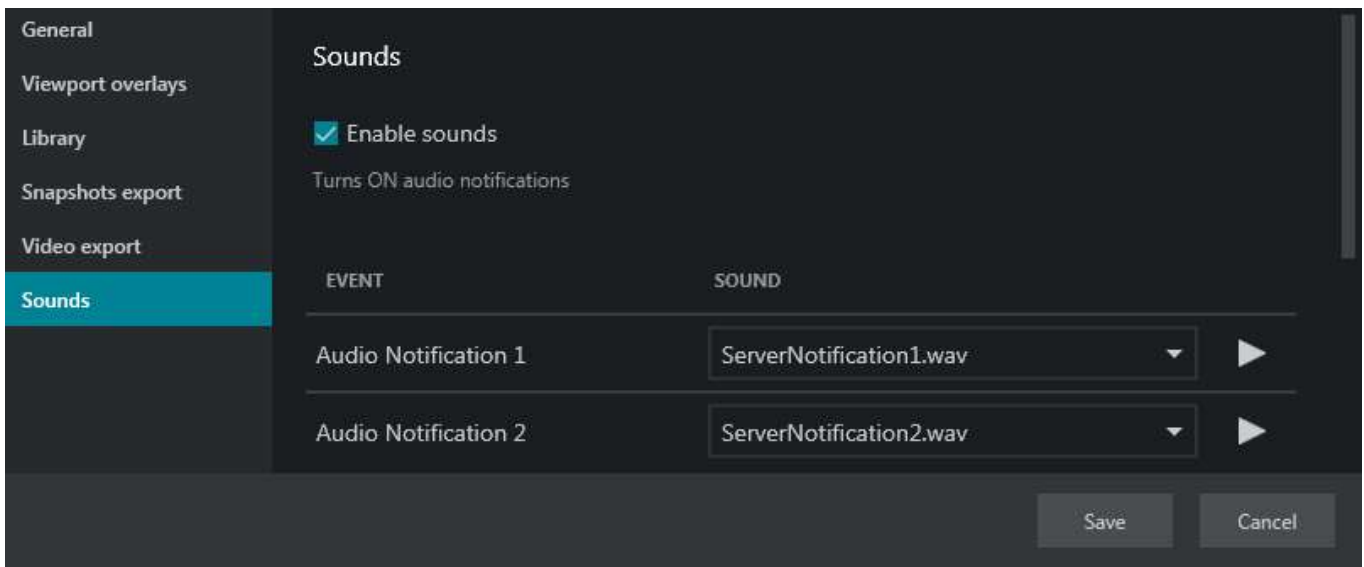 General
Viewport overlays
Library
Snapshots export
Video export
Sounds
Sounds
Enable sounds
Turns ON audio notifications
EVENT SOUND
Audio Notification 1 ServerNotification1.wav
Audio Notification 2 ServerNotification2.wav
Save Cancel